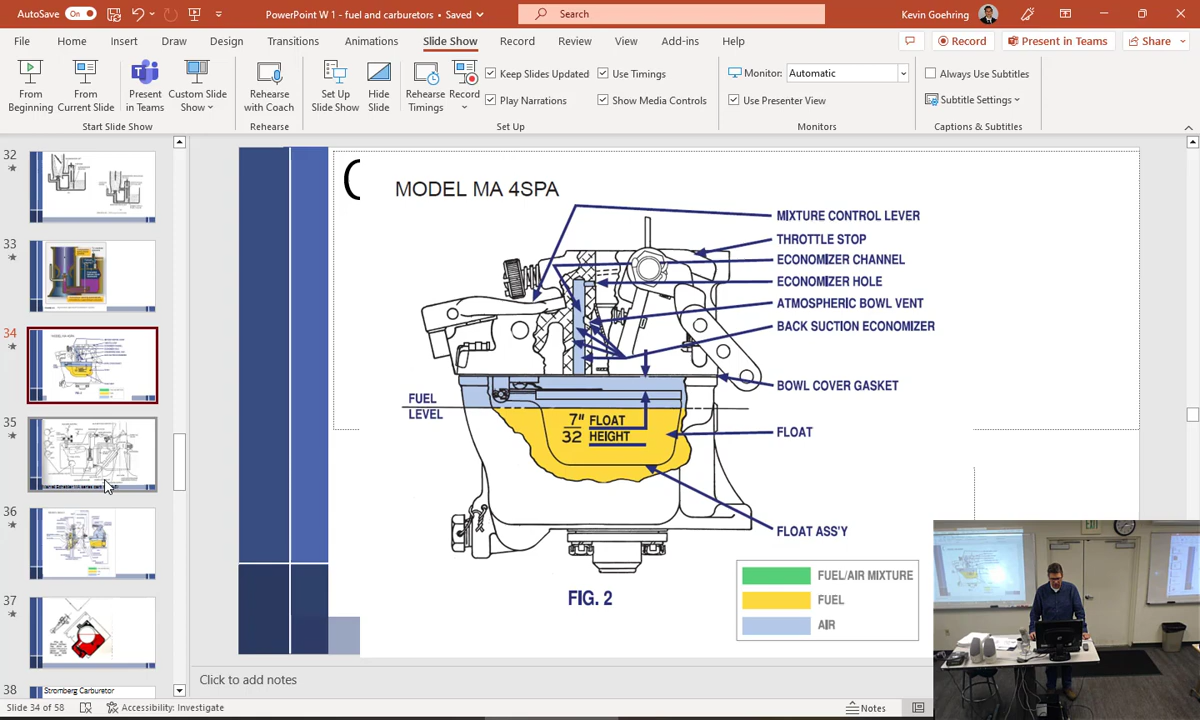 AutoSave On PowerPoint W 1 - fuel and carburetors • Saved Search Kevin Goehring
File Home Insert Draw Design Transitions Animations Slide Show Record Review View Add-ins Help Record Present in Teams Share
From Beginning
From Current Slide
Present in Teams
Custom Slide Show
Start Slide Show
Rehearse with Coach
Rehearse
Set Up Slide Show
Hide Slide
Rehearse Timings
Record
Keep Slides Updated
Play Narrations
Use Timings
Show Media Controls
Set Up
Monitor: Automatic
Use Presenter View
Monitors
Always Use Subtitles
Subtitle Settings
Captions & Subtitles
32
33
34
35
36
37
38
Stromberg Carburetor
MODEL MA 4SPA
MIXTURE CONTROL LEVER
THROTTLE STOP
ECONOMIZER CHANNEL
ECONOMIZER HOLE
ATMOSPHERIC BOWL VENT
BACK SUCTION ECONOMIZER
BOWL COVER GASKET
FUEL
LEVEL
7"
32
FLOAT
HEIGHT
FLOAT
FLOAT ASS'Y
FIG. 2
FUEL/AIR MIXTURE
FUEL
AIR
EXIT
Click to add notes
Slide 34 of 58 Accessibility: Investigate Notes